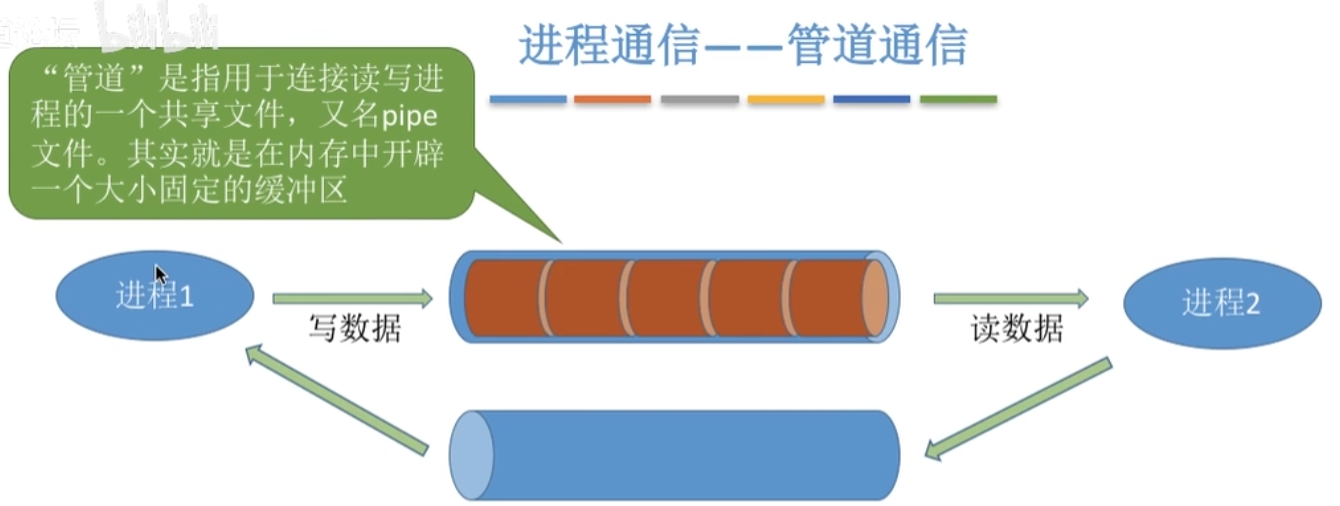 bilibili
进程通信——管道通信
“管道”是指用于连接读写进
程的一个共享文件，又名pipe
文件。其实就是在内存中开辟
一个大小固定的缓冲区
进程1
写数据
读数据
进程2